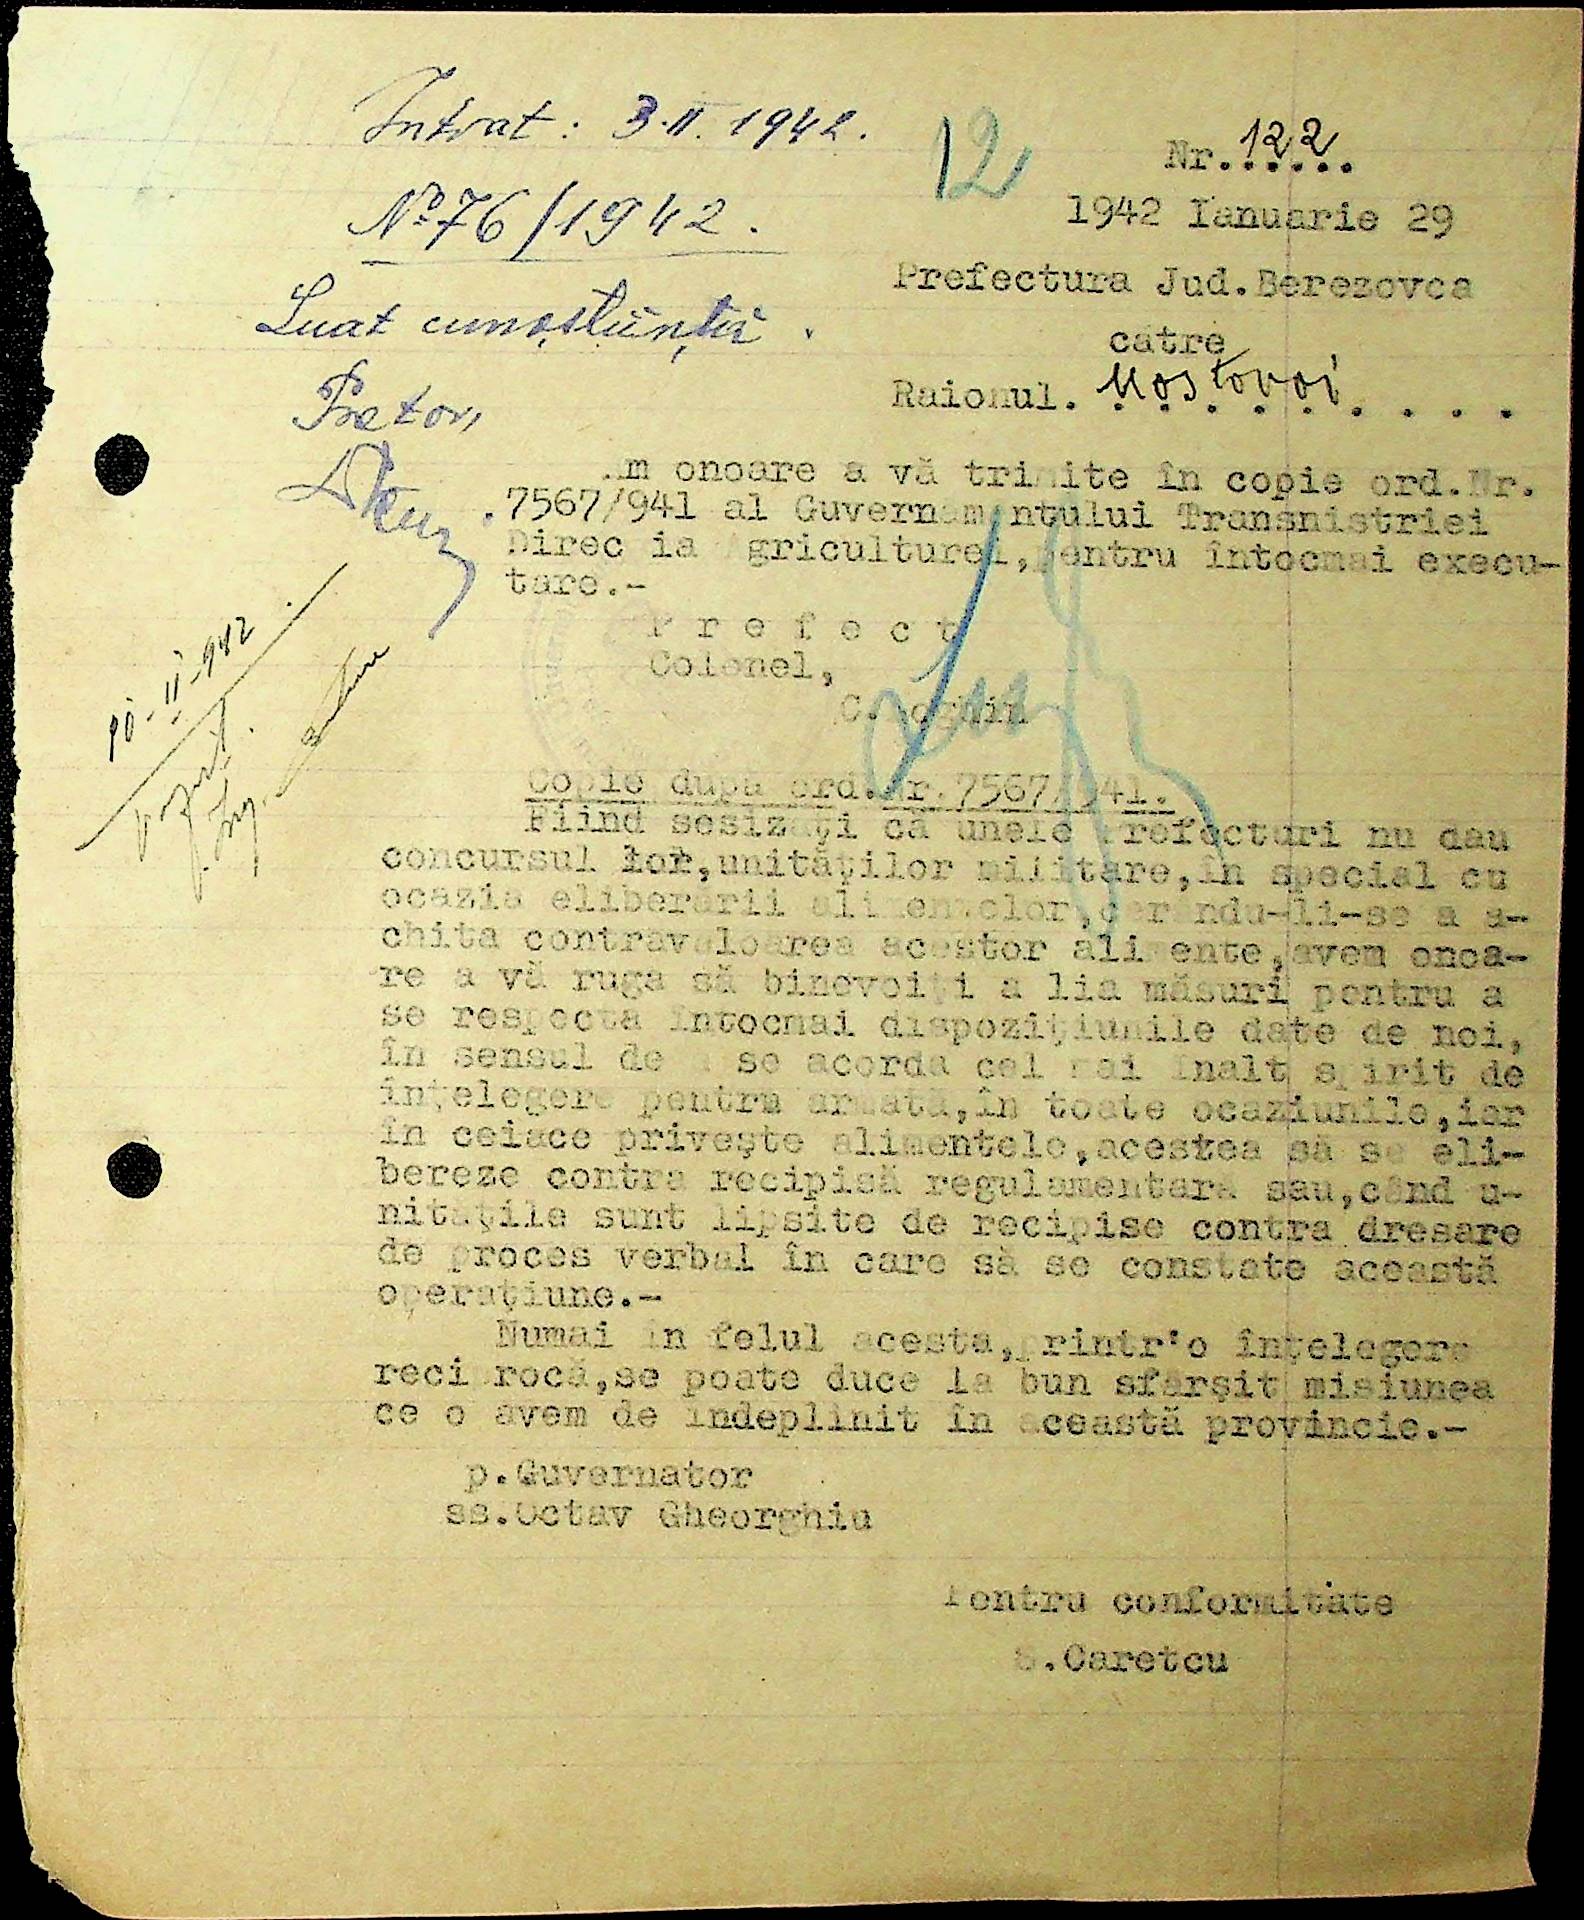 Intrat: 3.II.1942.
No 76/1942.
Luat cunoștiință.
Pretor,
12
Nr.122
1942 Ianuarie 29
Prefectura Jud.Berezovca
catre
Raionul. Mostovoi
.m onoare a vă trimite în copie ord.Nr.
.7567/941 al Guvernamentului Transnistriei
Direc ia Agriculturei,pentru întocmai execu-
tare.-
P r e f e c t
Colonel,
10-II-942
Copie după ord.Nr.7567/941.
Fiind sesizați că unele Prefecturi nu dau
concursul lor,unităților militare,în special cu
ocazia eliberării alimentelor,cerându-li-se a a-
chita contravaloarea acestor alimente,avem onoa-
re a vă ruga să binevoiți a lia măsuri pentru a
se respecta întocmai dispozițiunile date de noi,
în sensul de a se acorda cel mai înalt spirit de
înțelegere pentru armata,în toate ocaziunile,iar
în ceiace privește alimentele,acestea să se eli-
bereze contra recipisă regulamentară sau,când u-
nitațile sunt lipsite de recipise contra dresare
de proces verbal în care să se constate această
operațiune.-
Numai în felul acesta,printr'o înțelegere
reciprocă,se poate duce la bun sfârșit misiunea
ce o avem de îndeplinit în această provincie.-
p.Guvernator
ss.Octav Gheorghiu
Pentru conformitate
.Caretcu